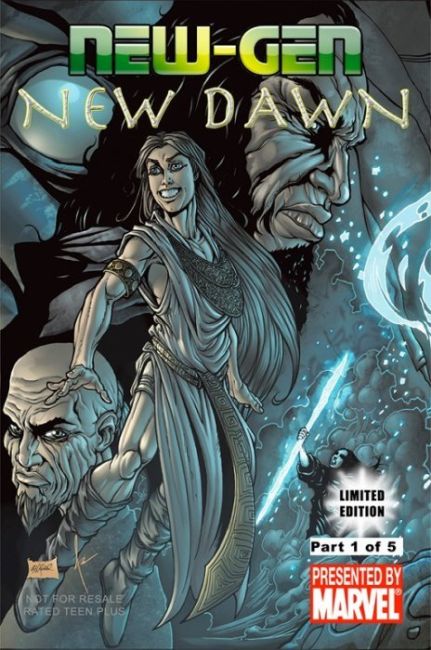 NEW-GEN
NEW DAWN
LIMITED
EDITION
Part 1 of 5
PRESENTED BY
MARVEL
NOT FOR RESALE
RATED TEEN PLUS